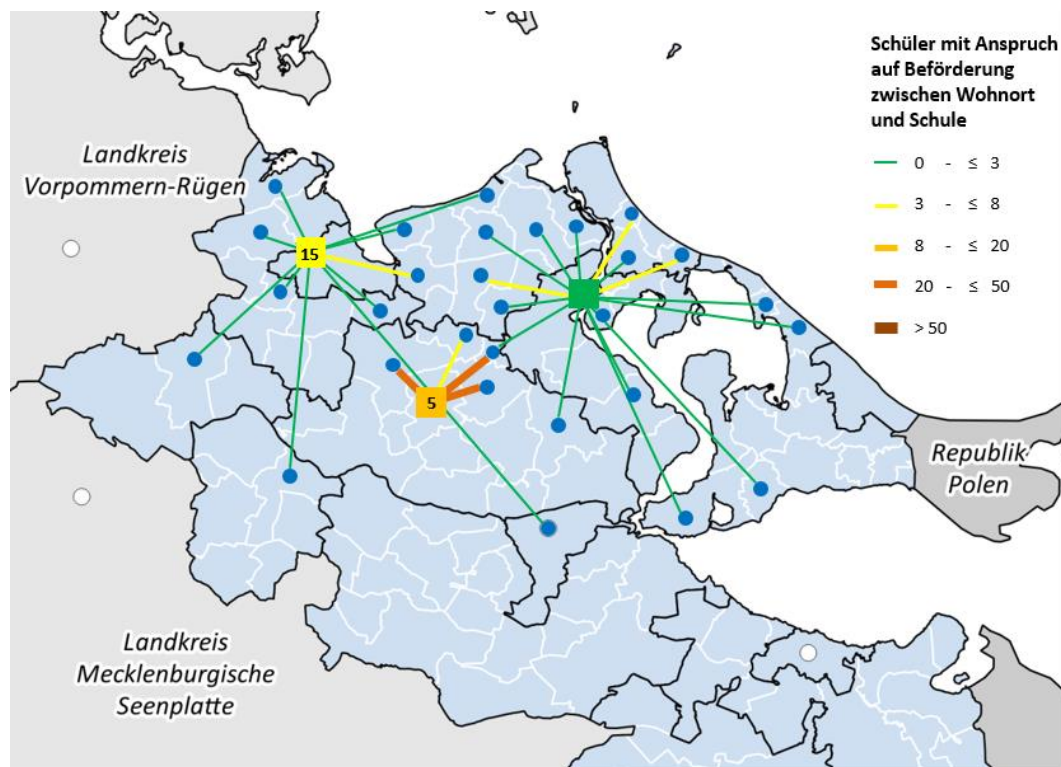 Schüler mit Anspruch
auf Beförderung
zwischen Wohnort
und Schule
0 - ≤ 3
3 - ≤ 8
8 - ≤ 20
20 - ≤ 50
> 50
Landkreis
Vorpommern-Rügen
15
5
Republik
Polen
Landkreis
Mecklenburgische
Seenplatte